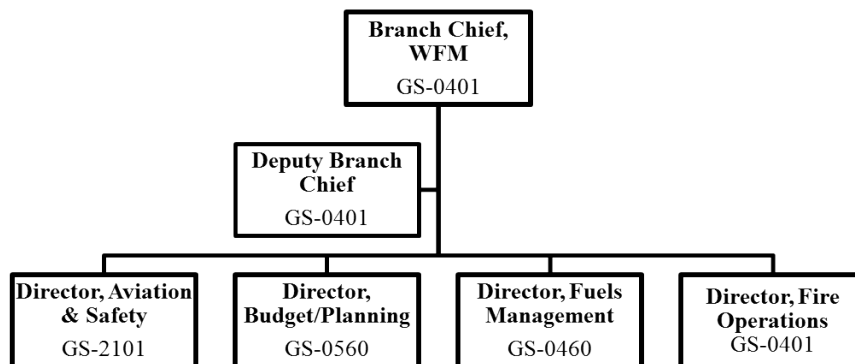 Branch Chief,
WFM
GS-0401
Deputy Branch
Chief
GS-0401
Director, Aviation
& Safety
GS-2101
Director,
Budget/Planning
GS-0560
Director, Fuels
Management
GS-0460
Director, Fire
Operations
GS-0401